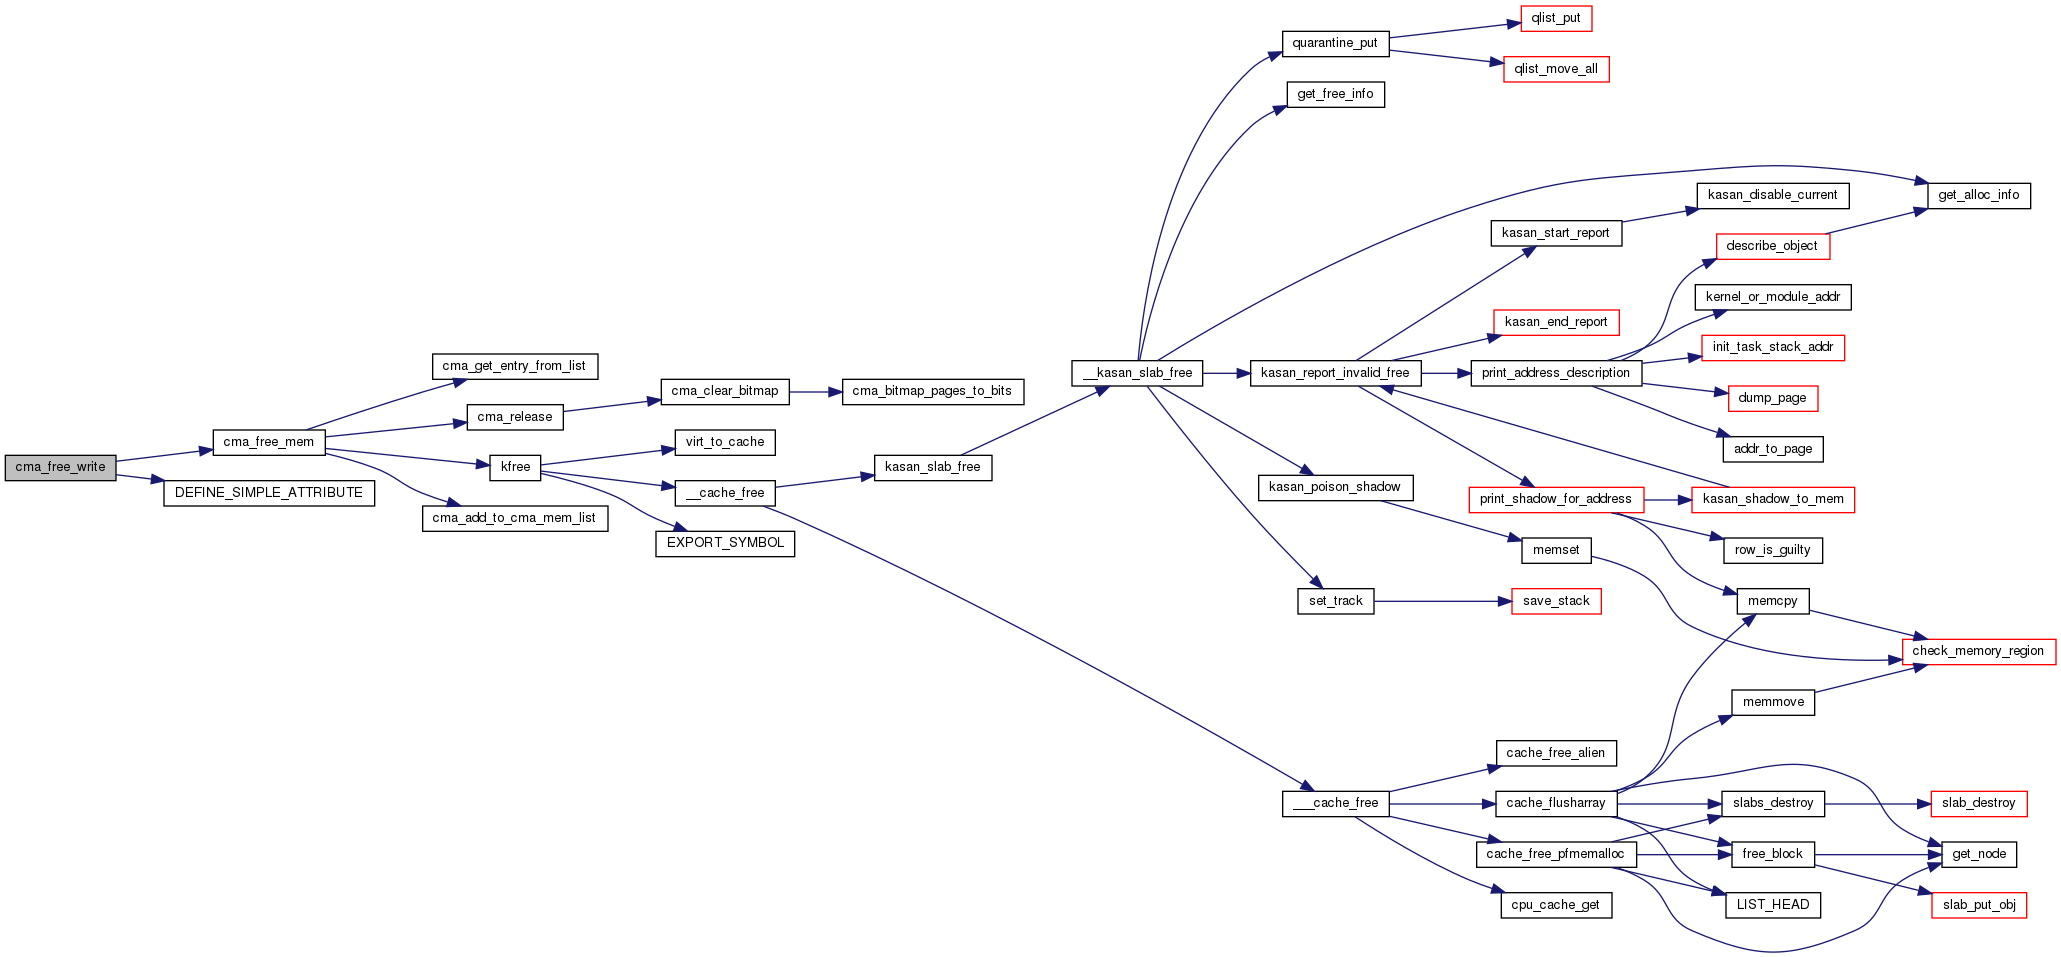 cma_free_write
cma_free_mem
DEFINE_SIMPLE_ATTRIBUTE
cma_get_entry_from_list
cma_release
kfree
cma_add_to_cma_mem_list
cma_clear_bitmap
virt_to_cache
__cache_free
EXPORT_SYMBOL
cma_bitmap_pages_to_bits
kasan_slab_free
__kasan_slab_free
quarantine_put
get_free_info
kasan_report_invalid_free
kasan_poison_shadow
set_track
___cache_free
qlist_put
qlist_move_all
kasan_start_report
kasan_end_report
print_address_description
print_shadow_for_address
memset
save_stack
cache_free_alien
cache_flusharray
cache_free_pfmemalloc
cpu_cache_get
kasan_disable_current
describe_object
kernel_or_module_addr
init_task_stack_addr
dump_page
addr_to_page
kasan_shadow_to_mem
row_is_guilty
memcpy
memmove
slabs_destroy
free_block
LIST_HEAD
get_alloc_info
check_memory_region
slab_destroy
get_node
slab_put_obj